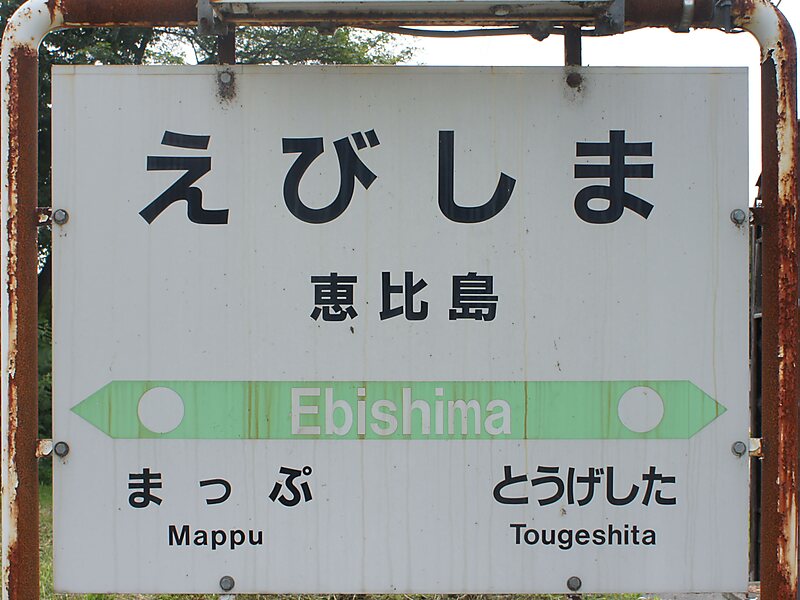 えびしま
恵比島
Ebishima
まっぷ とうげした
Mappu Tougeshita